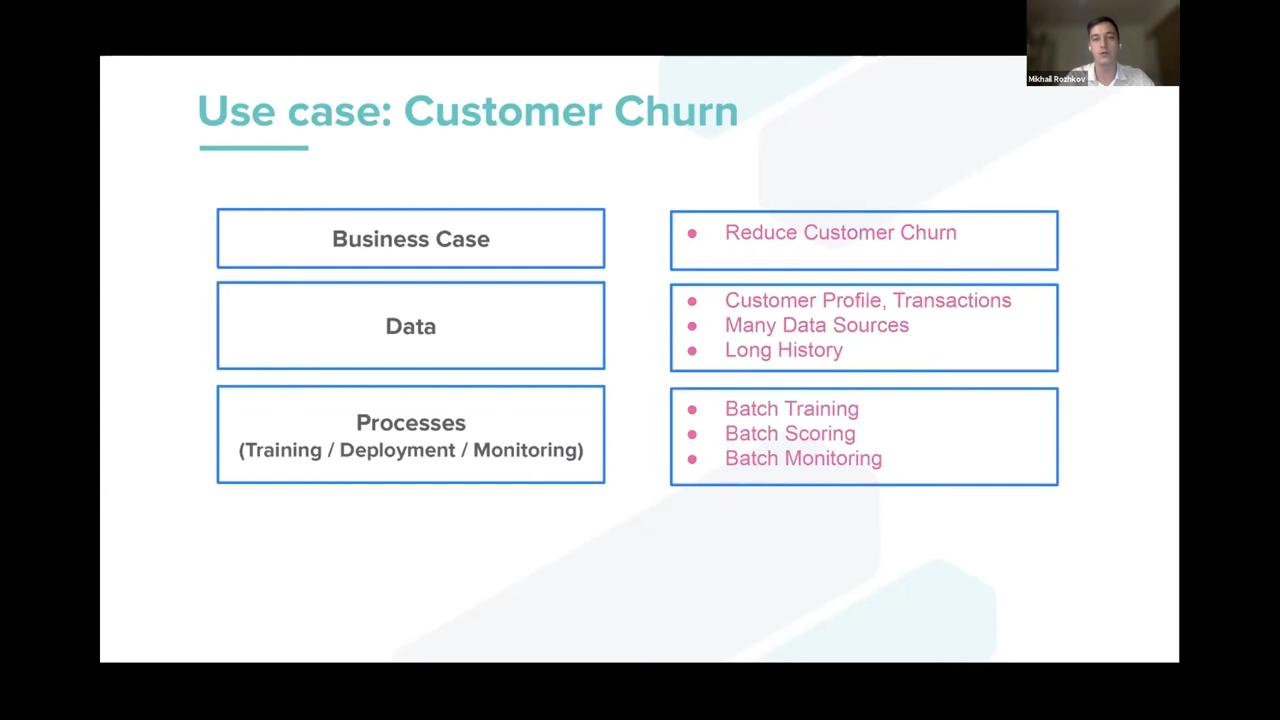 Mikhail Rozhkov
Use case: Customer Churn
Business Case
● Reduce Customer Churn
Data
● Customer Profile, Transactions
● Many Data Sources
● Long History
Processes
(Training / Deployment / Monitoring)
● Batch Training
● Batch Scoring
● Batch Monitoring